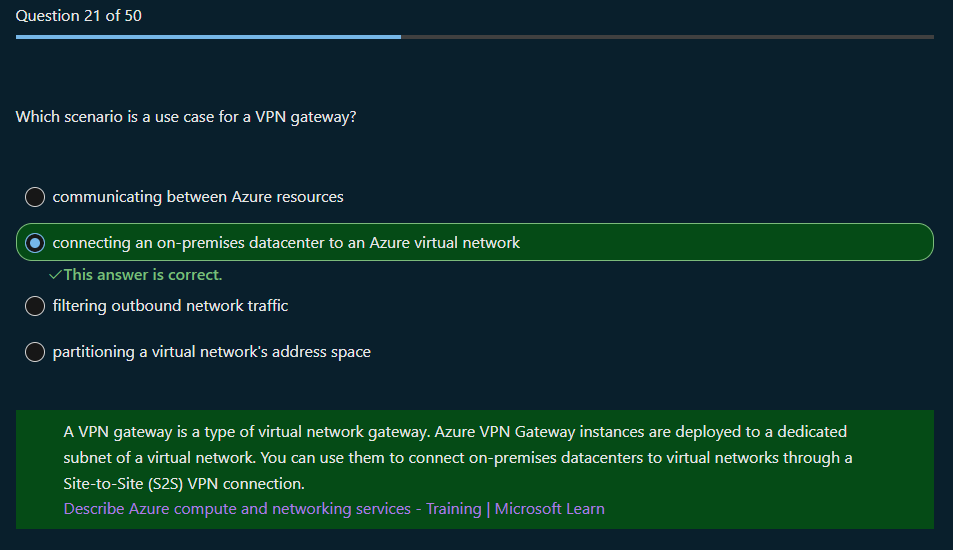 Question 21 of 50
Which scenario is a use case for a VPN gateway?
communicating between Azure resources
connecting an on-premises datacenter to an Azure virtual network
✓This answer is correct.
filtering outbound network traffic
partitioning a virtual network's address space
A VPN gateway is a type of virtual network gateway. Azure VPN Gateway instances are deployed to a dedicated
subnet of a virtual network. You can use them to connect on-premises datacenters to virtual networks through a
Site-to-Site (S2S) VPN connection.
Describe Azure compute and networking services - Training | Microsoft Learn